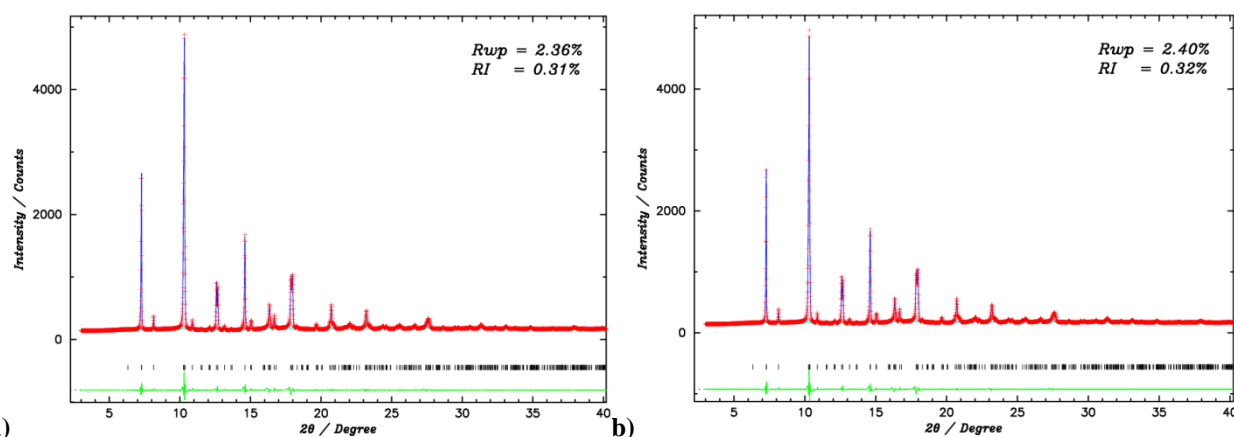 Rwp = 2.36%
RI = 0.31%
4000
2000
0
Intensity / Counts
5 10 15 20 25 30 35 40
2θ / Degree
)
Rwp = 2.40%
RI = 0.32%
4000
2000
0
Intensity / Counts
5 10 15 20 25 30 35 40
2θ / Degree
b)